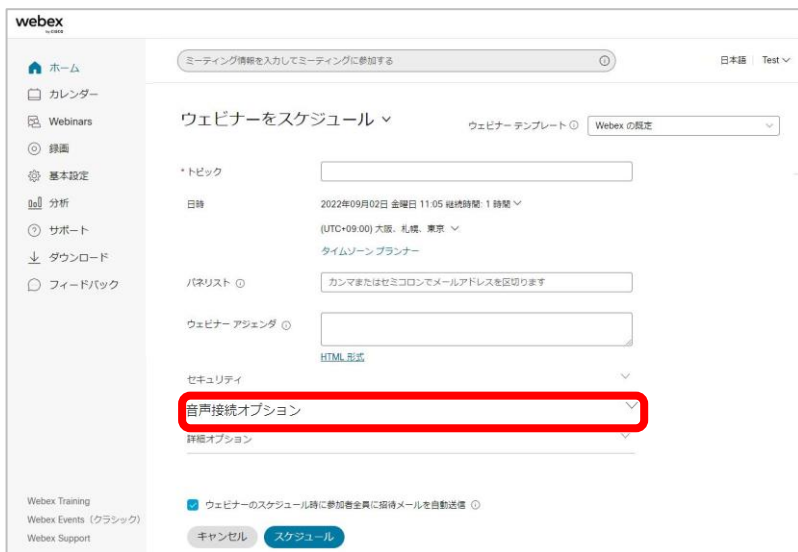 webex
by CISCO
ミーティング情報を入力してミーティングに参加する
日本語 Test
ホーム
カレンダー
Webinars
録画
基本設定
分析
サポート
ダウンロード
フィードバック
ウェビナーをスケジュール
ウェビナー テンプレート Webex の既定
* トピック
日時 2022年09月02日 金曜日 11:05 継続時間: 1 時間
(UTC+09:00) 大阪、札幌、東京
タイムゾーン プランナー
パネリスト カンマまたはセミコロンでメールアドレスを区切ります
ウェビナー アジェンダ
HTML 形式
セキュリティ
音声接続オプション
詳細オプション
ウェビナーのスケジュール時に参加者全員に招待メールを自動送信
キャンセル スケジュール
Webex Training
Webex Events（クラシック）
Webex Support